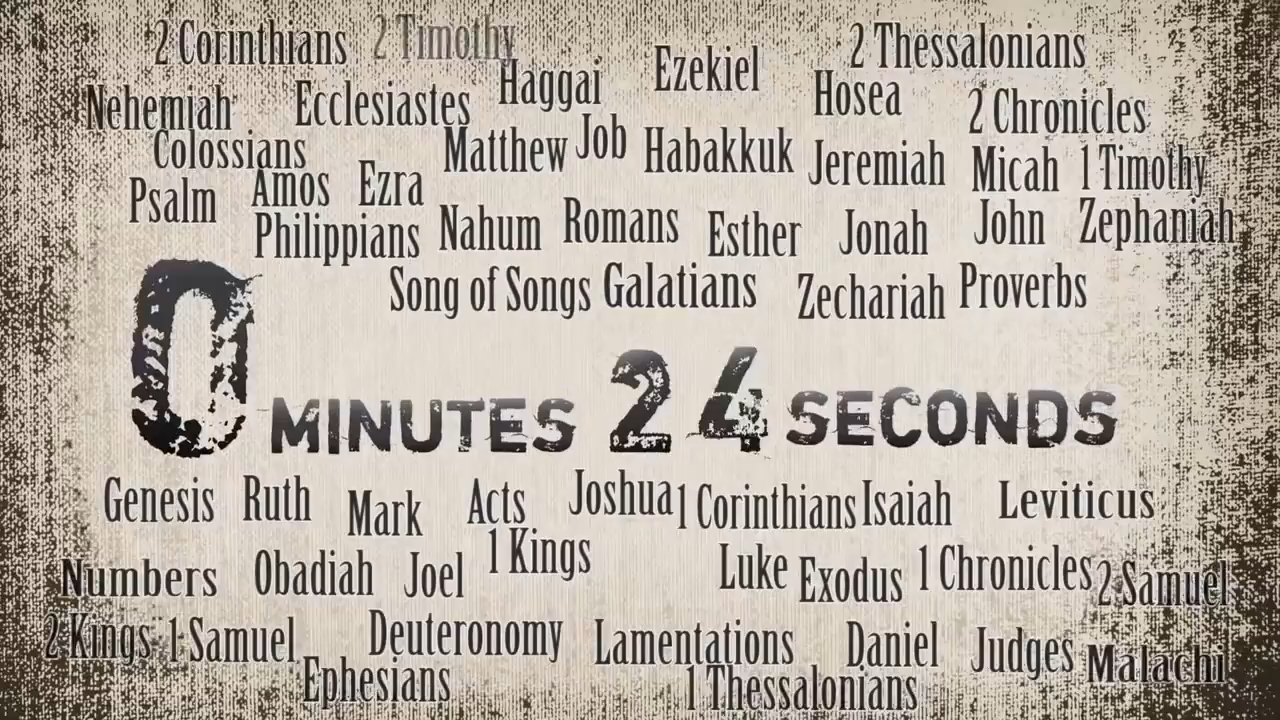 2 Corinthians 2 Timothy Ezekiel 2 Thessalonians
Nehemiah Ecclesiastes Haggai Hosea 2 Chronicles
Colossians Matthew Job Habakkuk Jeremiah Micah 1 Timothy
Psalm Amos Ezra
Philippians Nahum Romans Esther Jonah John Zephaniah
Song of Songs Galatians Zechariah Proverbs
0 MINUTES 24 SECONDS
Genesis Ruth Mark Acts Joshua 1 Corinthians Isaiah Leviticus
Numbers Obadiah Joel 1 Kings Luke Exodus 1 Chronicles 2 Samuel
2 Kings 1 Samuel Deuteronomy Lamentations Daniel Judges Malachi
Ephesians 1 Thessalonians